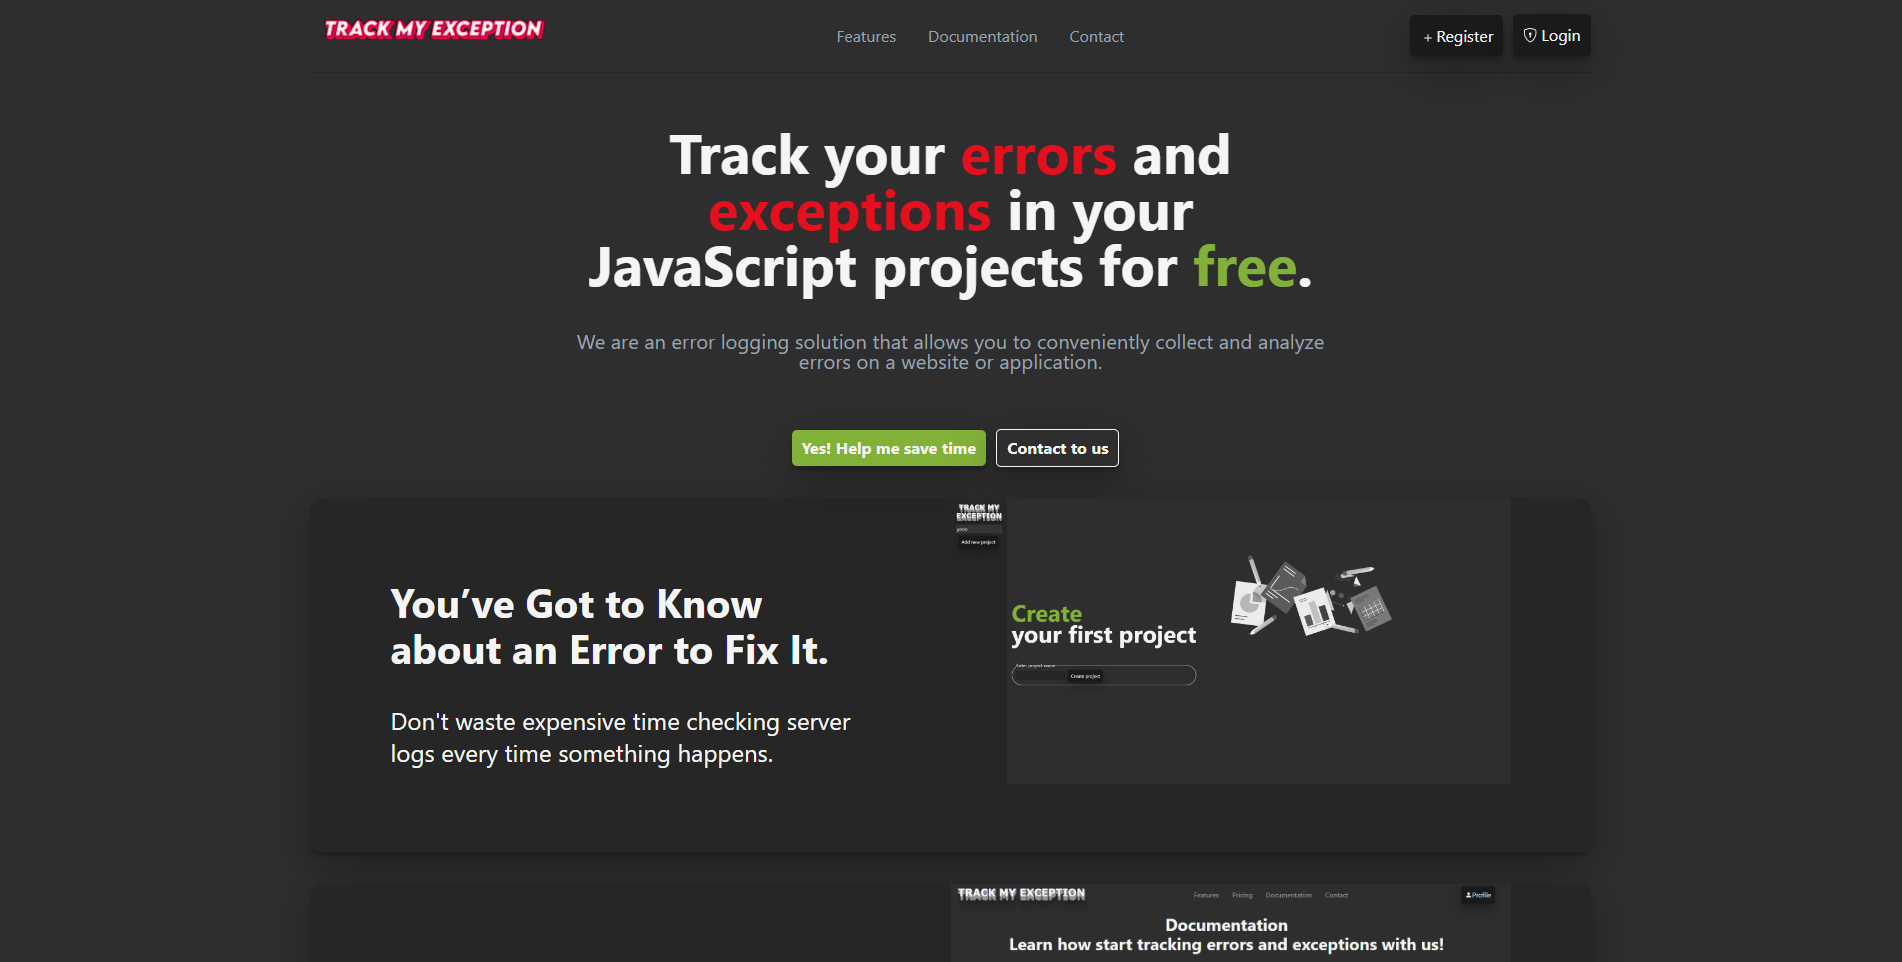 TRACK MY EXCEPTION
Features Documentation Contact
+ Register
Login
Track your errors and
exceptions in your
JavaScript projects for free.
We are an error logging solution that allows you to conveniently collect and analyze
errors on a website or application.
Yes! Help me save time
Contact to us
You’ve Got to Know
about an Error to Fix It.
Don't waste expensive time checking server
logs every time something happens.
TRACK MY
EXCEPTION
Add new project
Create
your first project
Enter project name
Create project
TRACK MY EXCEPTION
Features Pricing Documentation Contact
Profile
Documentation
Learn how start tracking errors and exceptions with us!